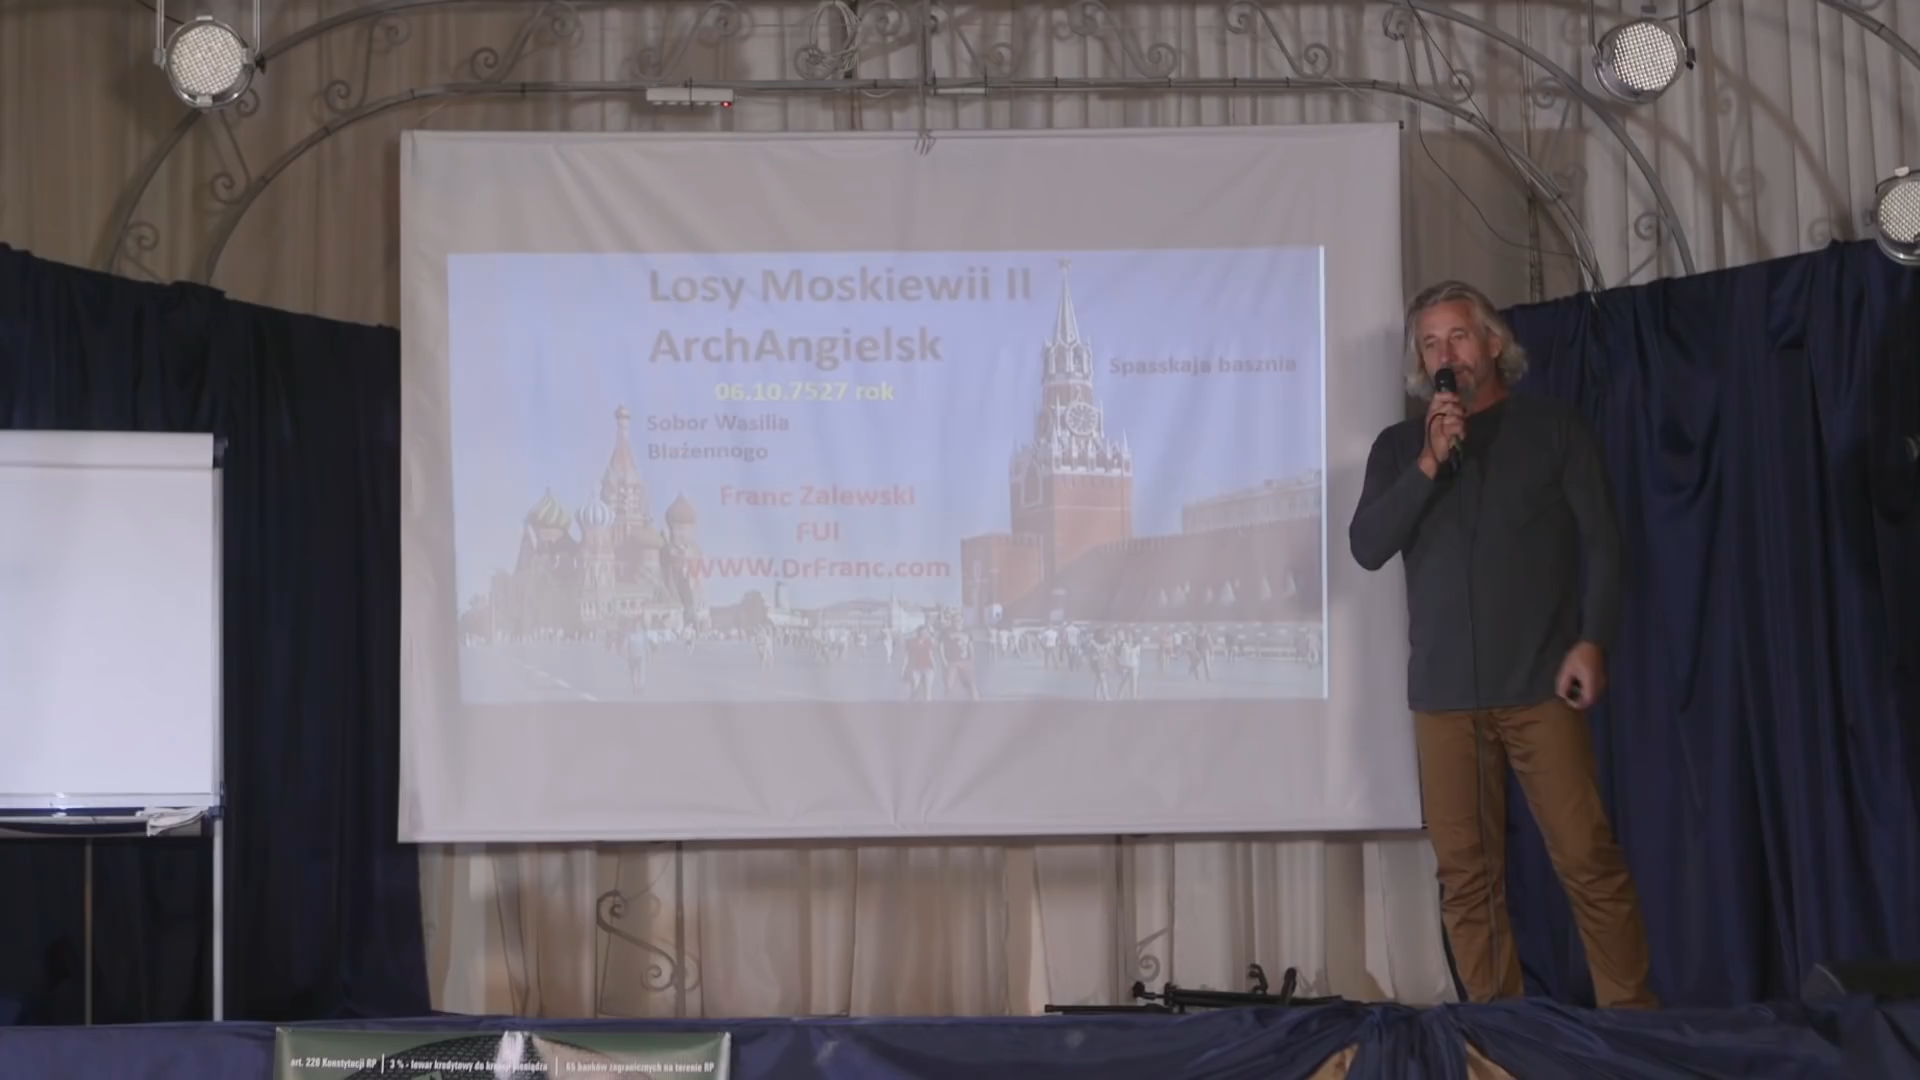 Losy Moskiewii II
ArchAngielsk
Spasskaja basznia
06.10.7527 rok
Sobor Wasilia
Błażennogo
Franc Zalewski
FUI
WWW.DrFranc.com
art. 220 Konstytucji RP | 3 % - lewar kredytowy do kreacji pieniądza | 65 banków zagranicznych na terenie RP